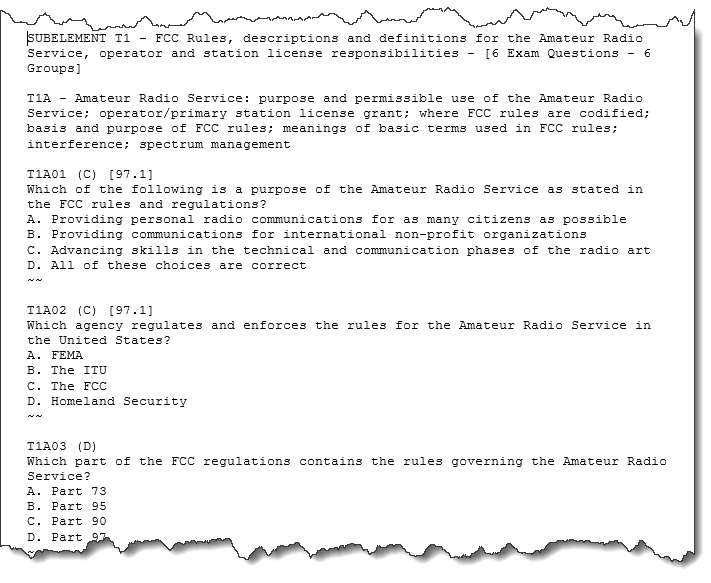 SUBELEMENT T1 – FCC Rules, descriptions and definitions for the Amateur Radio
Service, operator and station license responsibilities – [6 Exam Questions – 6
Groups]
T1A – Amateur Radio Service: purpose and permissible use of the Amateur Radio
Service; operator/primary station license grant; where FCC rules are codified;
basis and purpose of FCC rules; meanings of basic terms used in FCC rules;
interference; spectrum management
T1A01 (C) [97.1]
Which of the following is a purpose of the Amateur Radio Service as stated in
the FCC rules and regulations?
A. Providing personal radio communications for as many citizens as possible
B. Providing communications for international non-profit organizations
C. Advancing skills in the technical and communication phases of the radio art
D. All of these choices are correct
~~
T1A02 (C) [97.1]
Which agency regulates and enforces the rules for the Amateur Radio Service in
the United States?
A. FEMA
B. The ITU
C. The FCC
D. Homeland Security
~~
T1A03 (D)
Which part of the FCC regulations contains the rules governing the Amateur Radio
Service?
A. Part 73
B. Part 95
C. Part 90
D. Part 97